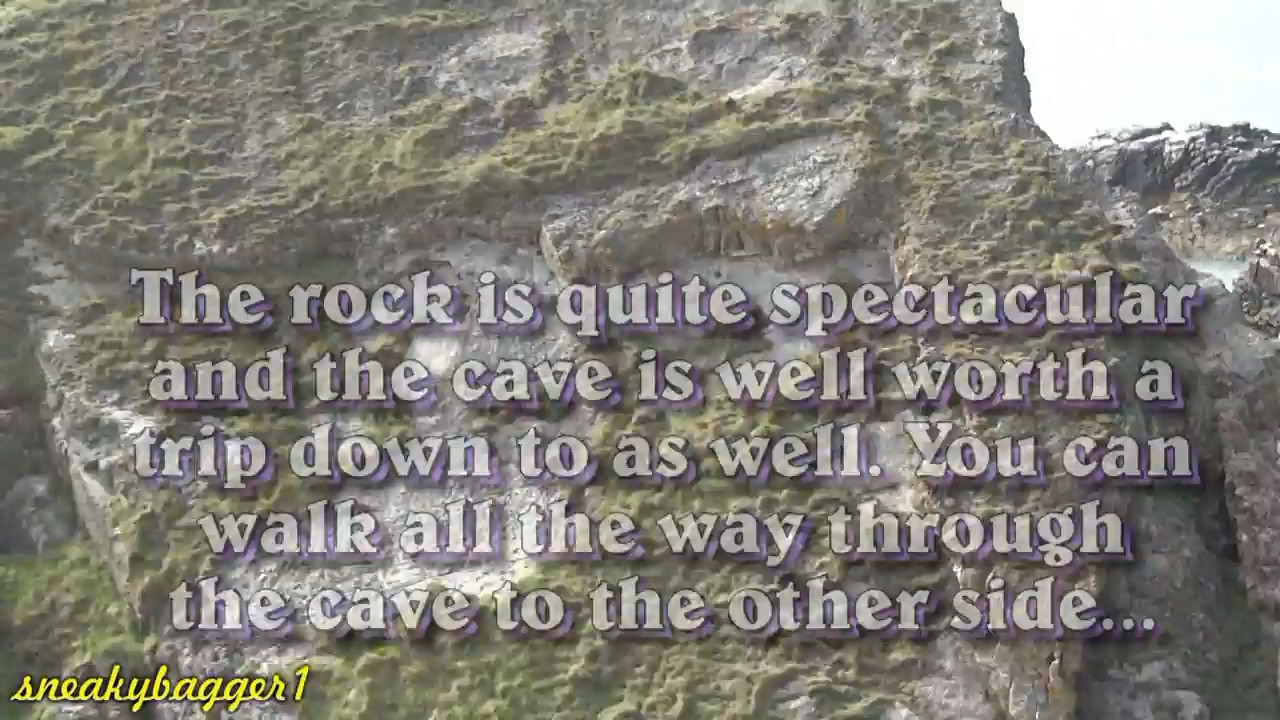 The rock is quite spectacular
and the cave is well worth a
trip down to as well. You can
walk all the way through
the cave to the other side...
sneakybagger1